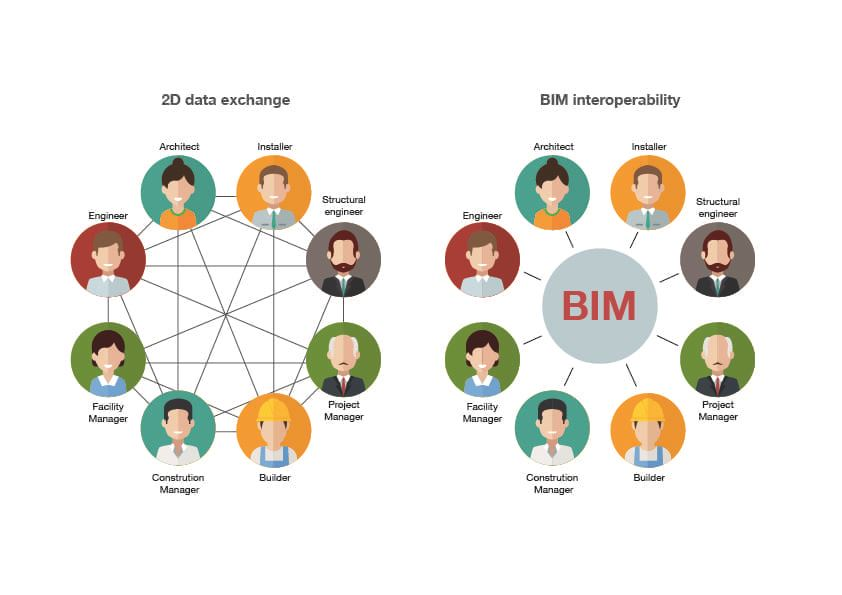 2D data exchange
Architect
Installer
Engineer
Structural
engineer
Facility
Manager
Project
Manager
Constrution
Manager
Builder
BIM interoperability
Architect
Installer
Engineer
Structural
engineer
BIM
Facility
Manager
Project
Manager
Constrution
Manager
Builder